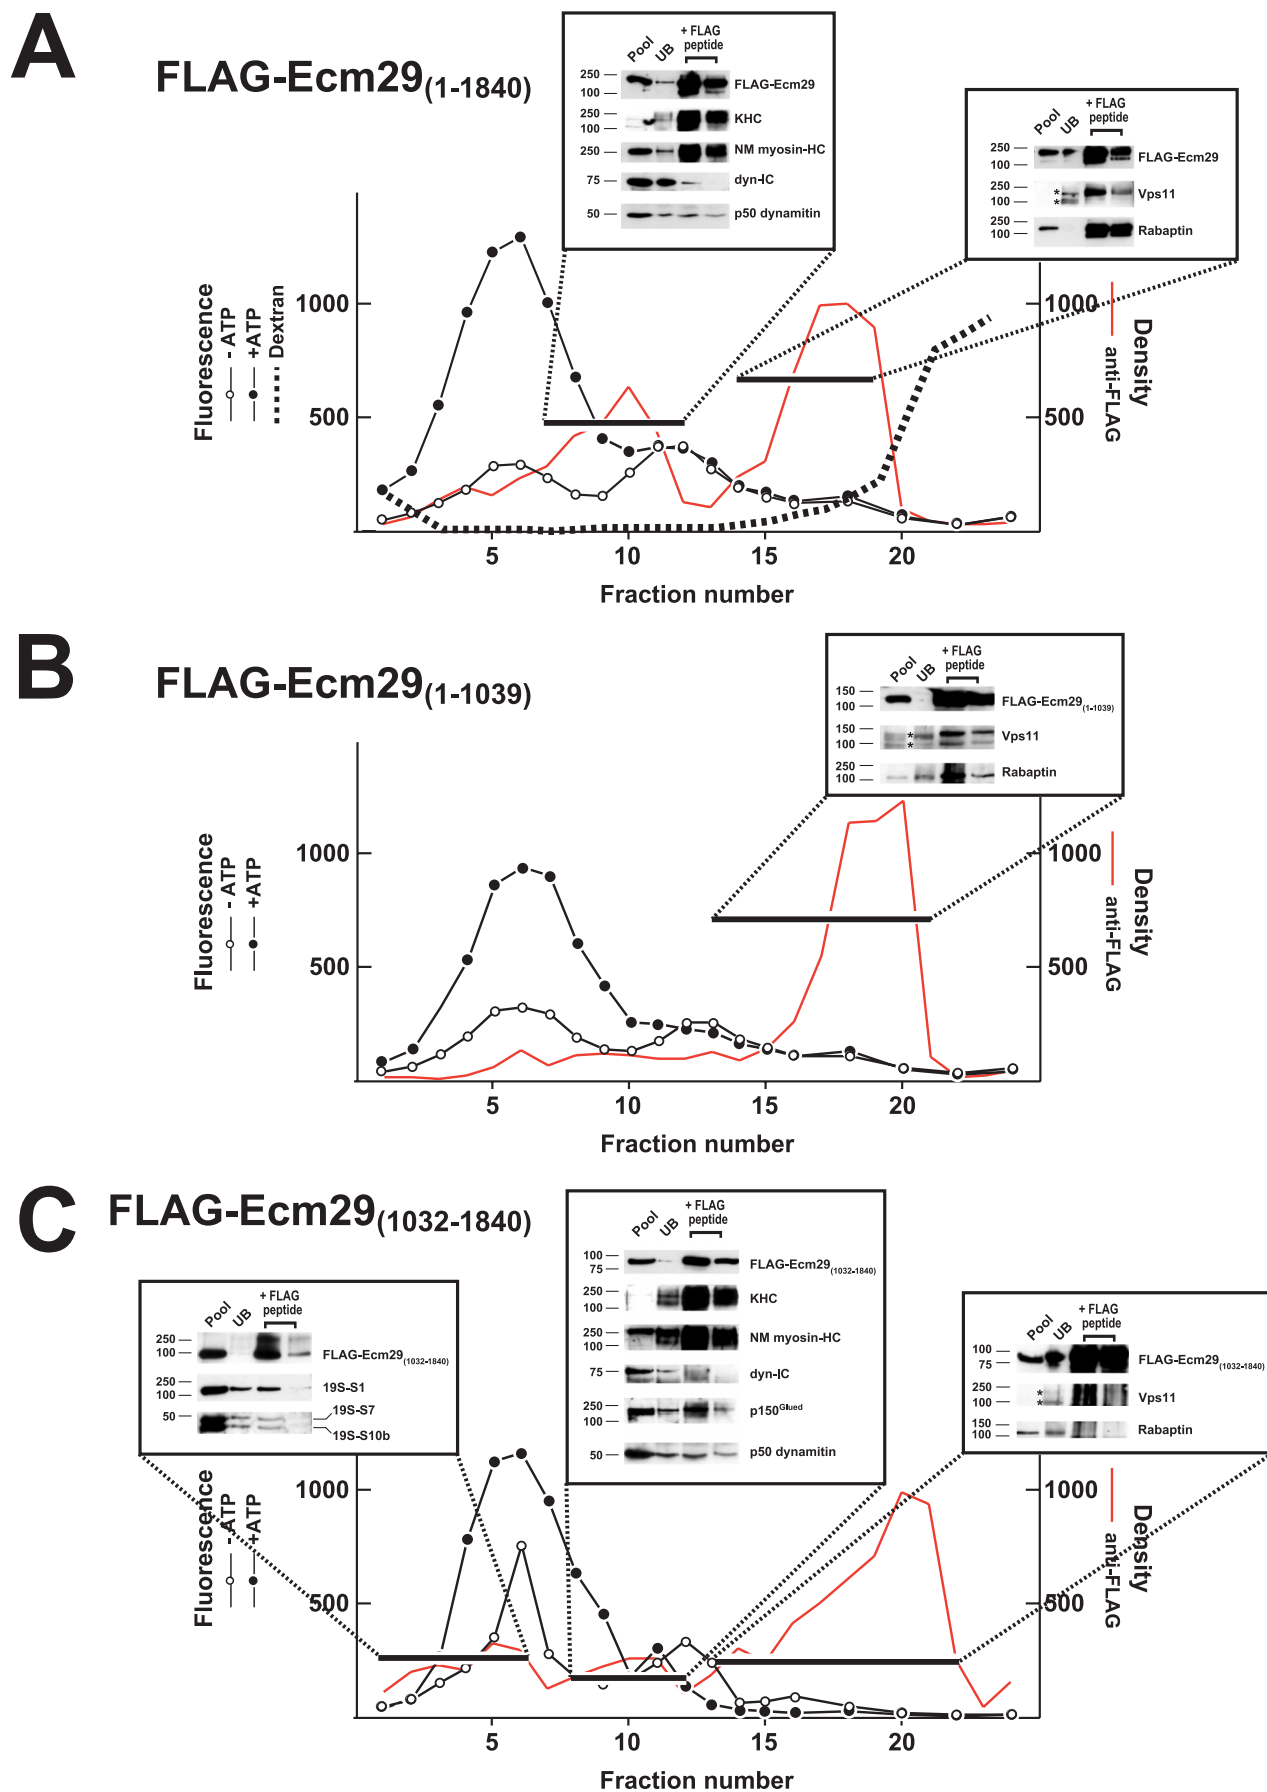 A
FLAG-Ecm29(1-1840)
Pool
UB
+ FLAG
peptide
250
100
FLAG-Ecm29
250
100
KHC
250
NM myosin-HC
75
dyn-IC
50
p50 dynamitin
Pool
UB
+ FLAG
peptide
250
100
FLAG-Ecm29
250
100
*
*
Vps11
250
100
Rabaptin
Fluorescence
- ATP
+ATP
Dextran
1000
500
1000
500
Density
anti-FLAG
5
10
15
20
Fraction number
B
FLAG-Ecm29(1-1039)
Pool
UB
+ FLAG
peptide
150
100
FLAG-Ecm29(1-1039)
150
100
*
*
Vps11
250
100
Rabaptin
Fluorescence
- ATP
+ATP
1000
500
1000
500
Density
anti-FLAG
5
10
15
20
Fraction number
C
FLAG-Ecm29(1032-1840)
Pool
UB
+ FLAG
peptide
250
100
FLAG-Ecm29(1032-1840)
250
100
19S-S1
50
19S-S7
19S-S10b
Pool
UB
+ FLAG
peptide
100
75
FLAG-Ecm29(1032-1840)
250
100
KHC
250
100
NM myosin-HC
75
dyn-IC
250
100
p150Glued
50
p50 dynamitin
Pool
UB
+ FLAG
peptide
100
75
FLAG-Ecm29(1032-1840)
250
100
*
*
Vps11
150
100
Rabaptin
Fluorescence
- ATP
+ATP
1000
500
1000
500
Density
anti-FLAG
5
10
15
20
Fraction number